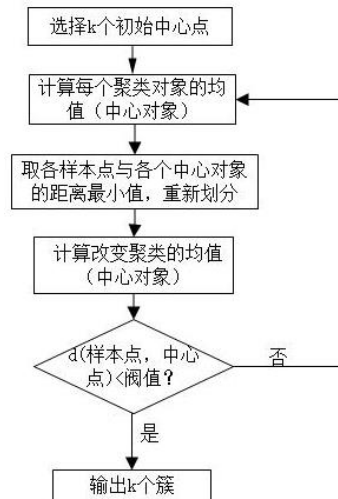 选择k个初始中心点
计算每个聚类对象的均
值（中心对象）
取各样本点与各个中心对象
的距离最小值，重新划分
计算改变聚类的均值
（中心对象）
d(样本点，中心
点)<阀值？
否
是
输出k个簇